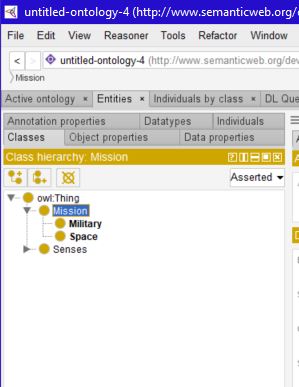 untitled-ontology-4 (http://www.semanticweb.org/
File Edit View Reasoner Tools Refactor Window
< > untitled-ontology-4 (http://www.semanticweb.org/dev
Mission
Active ontology × Entities × Individuals by class × DL Que
Annotation properties Datatypes Individuals
Classes Object properties Data properties
Class hierarchy: Mission
Asserted
owl:Thing
Mission
Military
Space
Senses